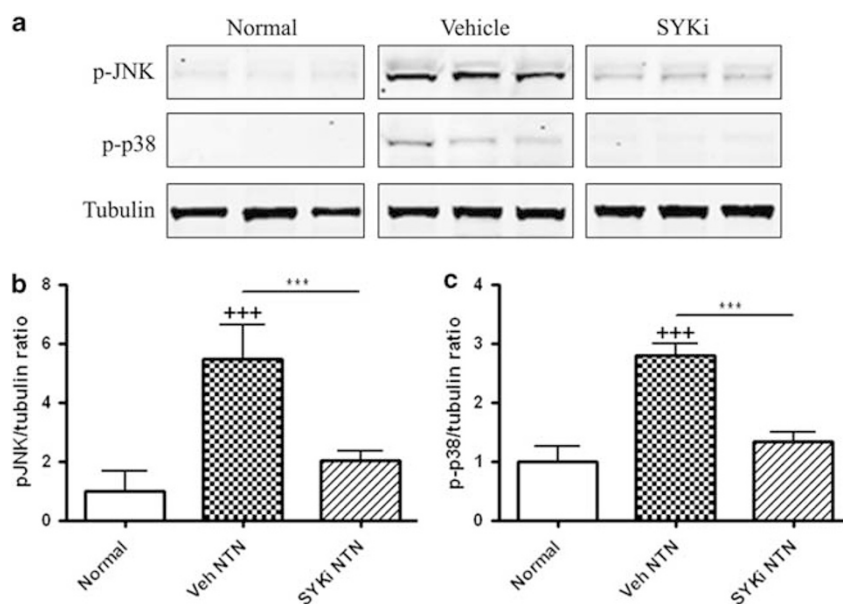 a
Normal Vehicle SYKi
p-JNK
p-p38
Tubulin
b
pJNK/tubulin ratio
8
6
4
2
0
+++
***
Normal
Veh NTN
SYKi NTN
c
p-p38/tubulin ratio
4
3
2
1
0
+++
***
Normal
Veh NTN
SYKi NTN